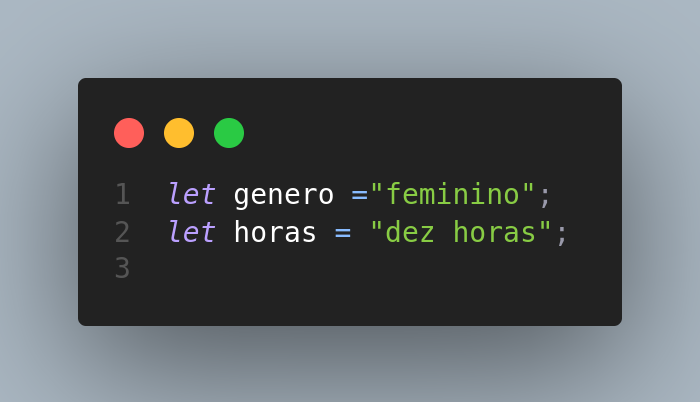 1 let genero ="feminino";
2 let horas = "dez horas";
3